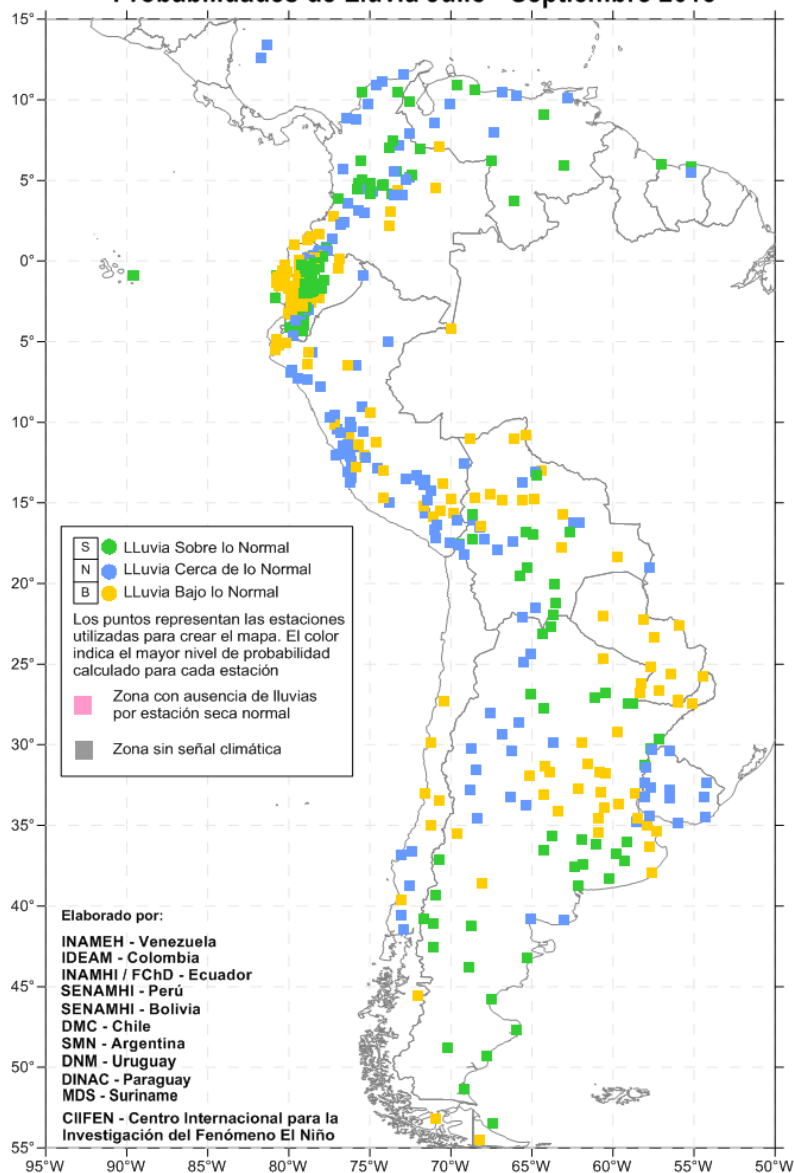 Probabilidades de Lluvia Julio - Septiembre 2013
15°
10°
5°
0°
5°
10°
15°
20°
25°
30°
35°
40°
45°
50°
55°
S LLuvia Sobre lo Normal
N LLuvia Cerca de lo Normal
B LLuvia Bajo lo Normal
Los puntos representan las estaciones
utilizadas para crear el mapa. El color
indica el mayor nivel de probabilidad
calculado para cada estación
Zona con ausencia de lluvias
por estación seca normal
Zona sin señal climática
Elaborado por:
INAMEH - Venezuela
IDEAM - Colombia
INAMHI / FChD - Ecuador
SENAMHI - Perú
SENAMHI - Bolivia
DMC - Chile
SMN - Argentina
DNM - Uruguay
DINAC - Paraguay
MDS - Suriname
CIIFEN - Centro Internacional para la
Investigación del Fenómeno El Niño
95°W 90°W 85°W 80°W 75°W 70°W 65°W 60°W 55°W 50°W